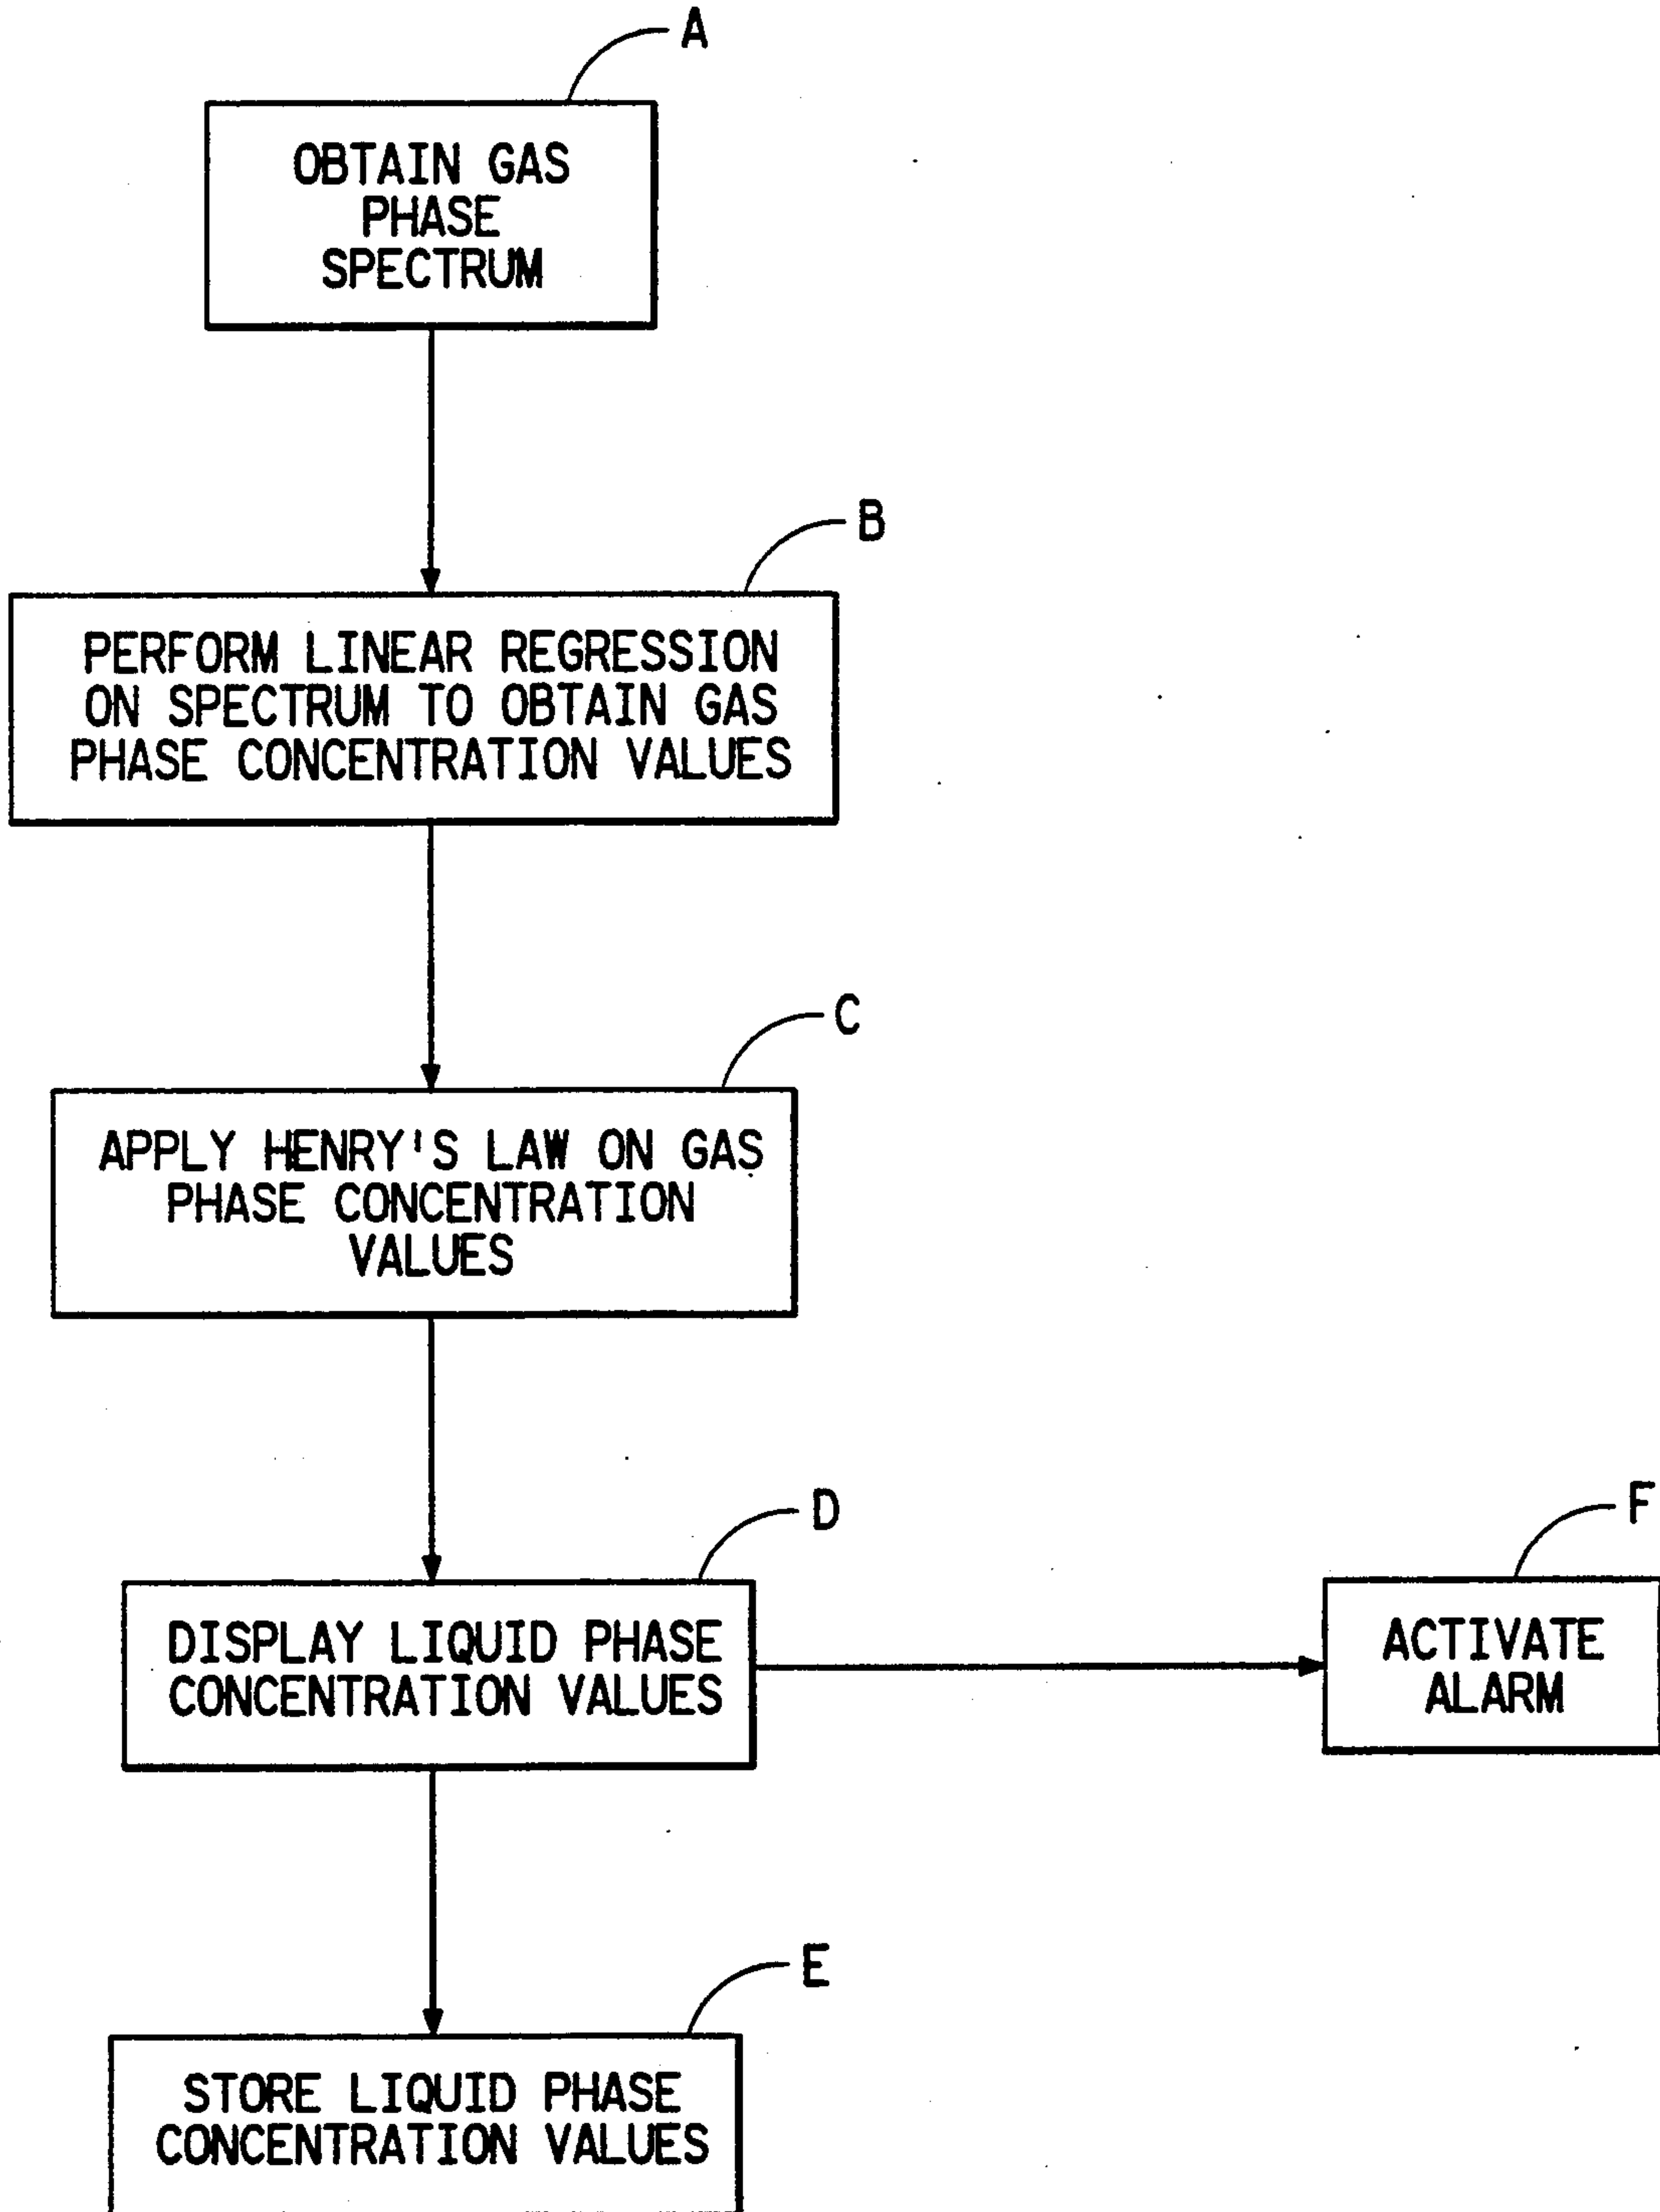 A
OBTAIN GAS
PHASE
SPECTRUM
B
PERFORM LINEAR REGRESSION
ON SPECTRUM TO OBTAIN GAS
PHASE CONCENTRATION VALUES
C
APPLY HENRY'S LAW ON GAS
PHASE CONCENTRATION
VALUES
D
DISPLAY LIQUID PHASE
CONCENTRATION VALUES
F
ACTIVATE
ALARM
E
STORE LIQUID PHASE
CONCENTRATION VALUES